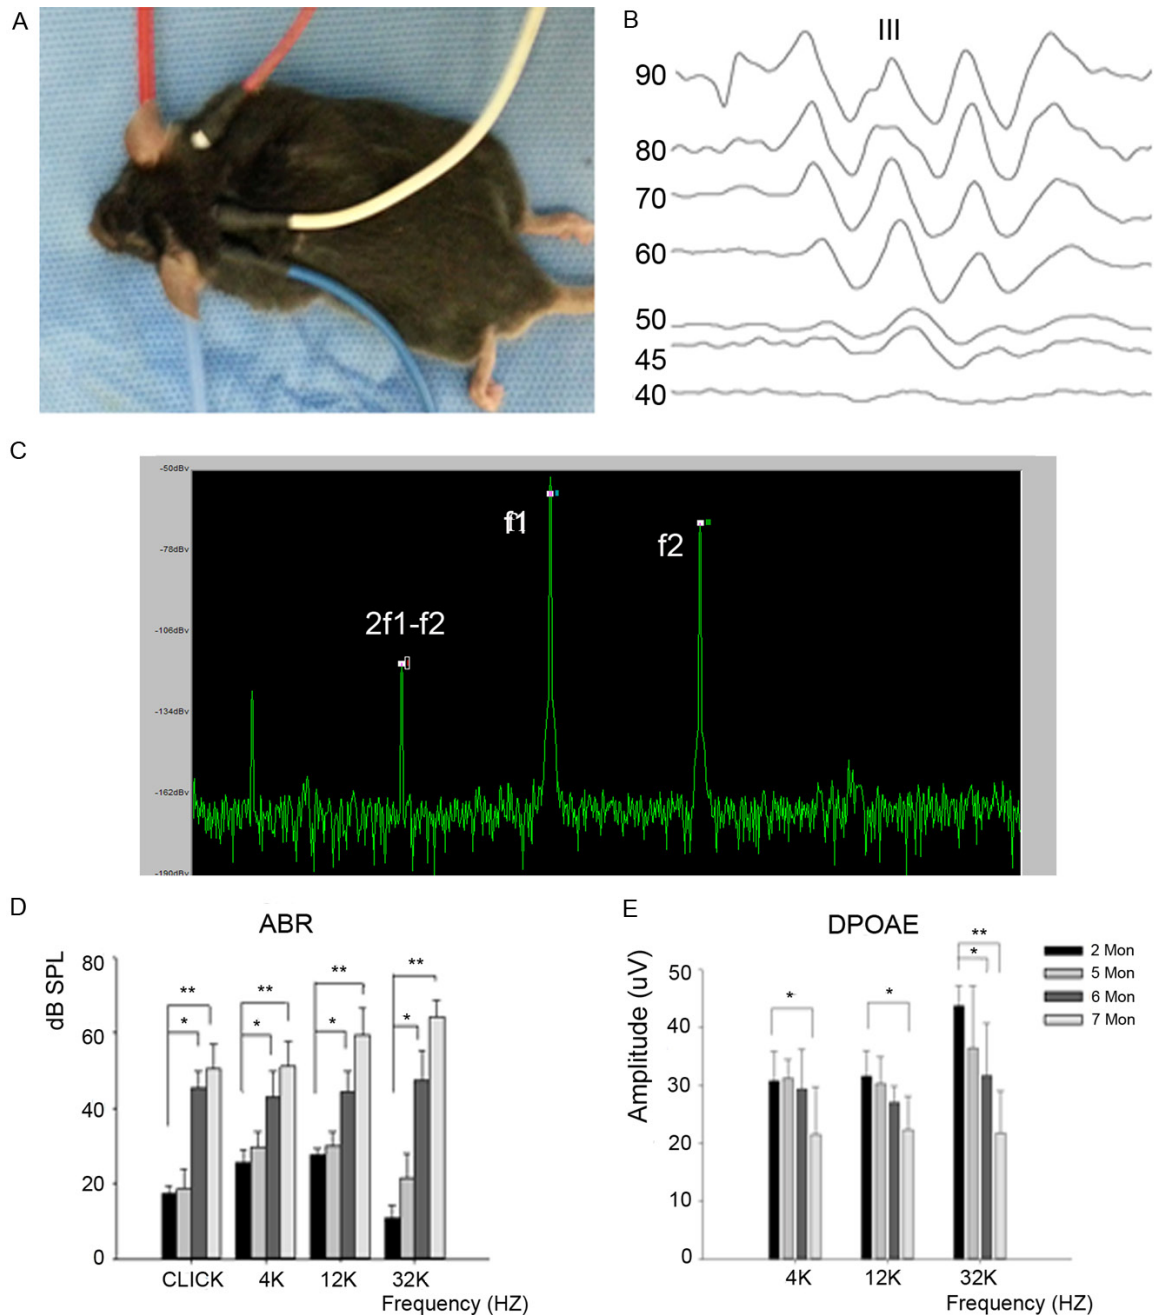 A
B
III
90
80
70
60
50
45
40
C
-50dBv
-78dBv
-106dBv
-134dBv
-162dBv
-190dBv
f1
f2
2f1-f2
D
ABR
dB SPL
80
60
40
20
0
** ** ** **
* * * *
CLICK 4K 12K 32K
Frequency (HZ)
E
DPOAE
Amplitude (uV)
50
40
30
20
10
0
* * ** *
4K 12K 32K
Frequency (HZ)
2 Mon
5 Mon
6 Mon
7 Mon